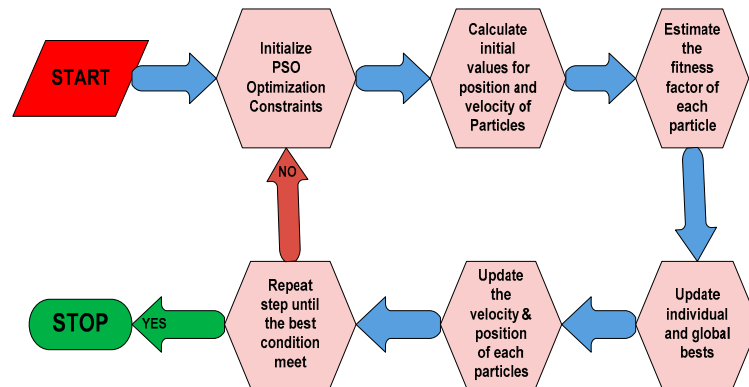 START
Initialize
PSO
Optimization
Constraints
Calculate
initial
values for
position and
velocity of
Particles
Estimate
the
fitness
factor of
each
particle
NO
STOP
YES
Repeat
step until
the best
condition
meet
Update
the
velocity &
position
of each
particles
Update
individual
and global
bests